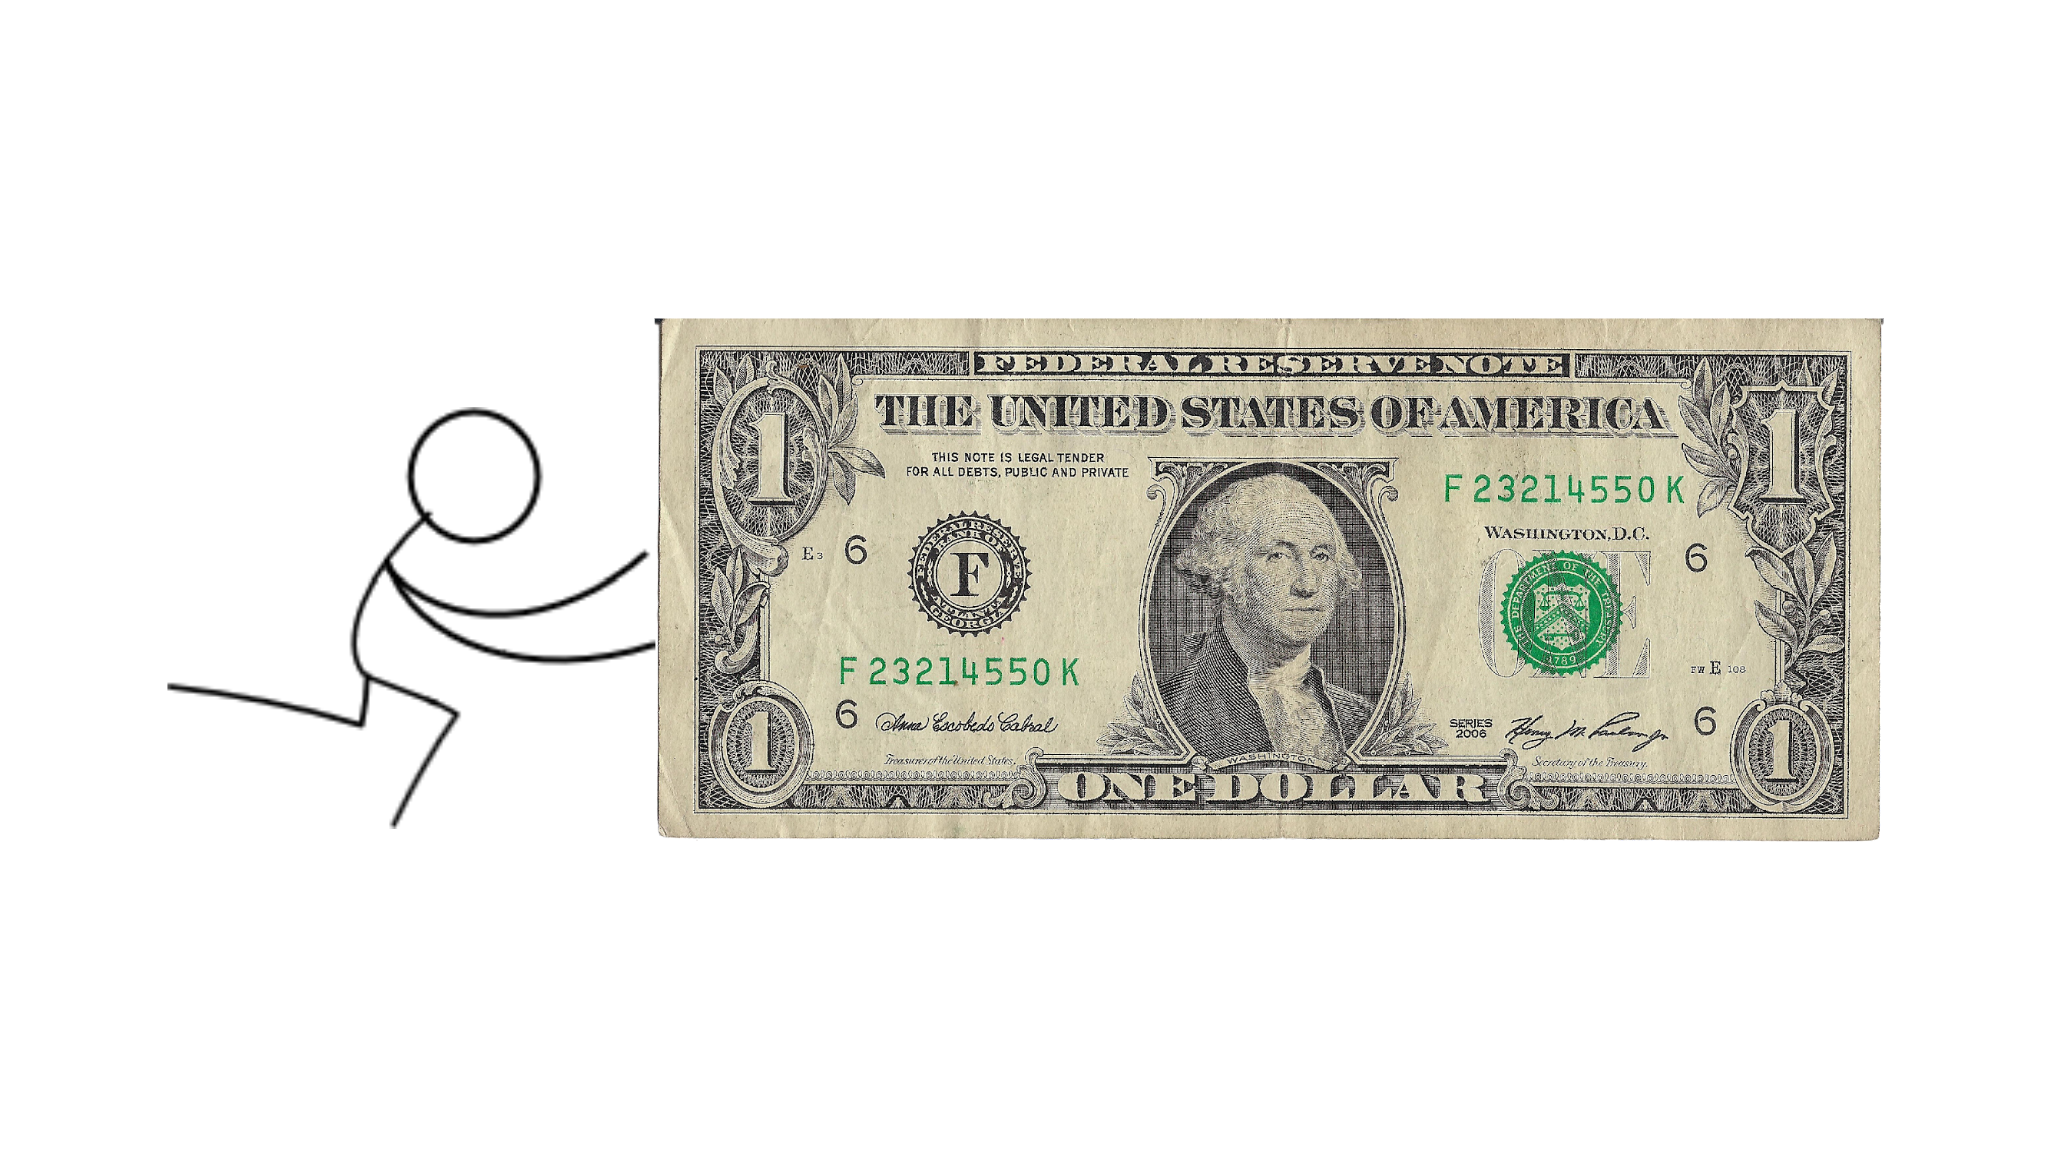 FEDERAL RESERVE NOTE
THE UNITED STATES OF AMERICA
1
1
THIS NOTE IS LEGAL TENDER
FOR ALL DEBTS, PUBLIC AND PRIVATE
F 23214550 K
WASHINGTON, D.C.
E 3
6
FEDERAL RESERVE
BANK OF
F
ATLANTA
GEORGIA
6
ONE
THE DEPARTMENT OF THE TREASURY
1789
F 23214550 K
FW E 108
6
Anna Escobedo Cabral
Treasurer of the United States.
SERIES
2006
Henry M. Paulson Jr
Secretary of the Treasury.
6
1
WASHINGTON
ONE DOLLAR
1